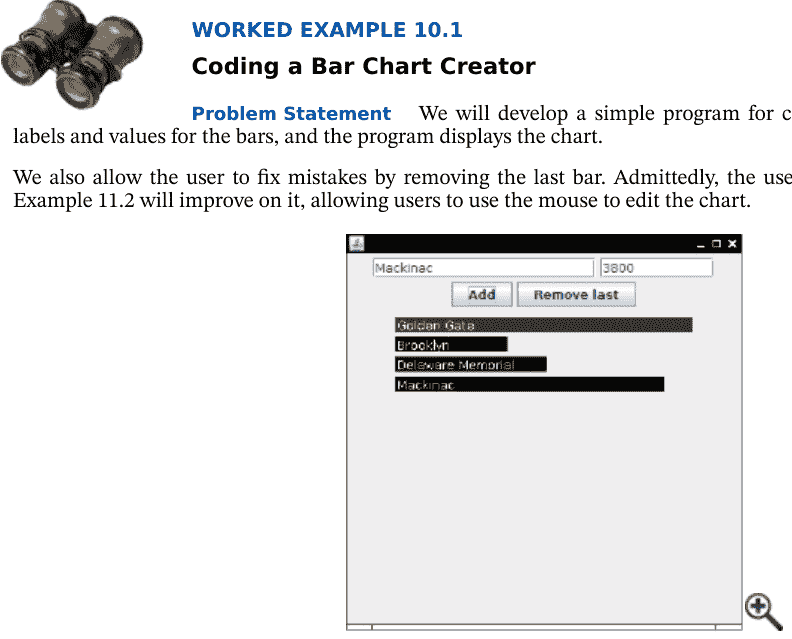 WORKED EXAMPLE 10.1
Coding a Bar Chart Creator
Problem Statement We will develop a simple program for c
labels and values for the bars, and the program displays the chart.
We also allow the user to fix mistakes by removing the last bar. Admittedly, the use
Example 11.2 will improve on it, allowing users to use the mouse to edit the chart.
Mackinac 3800
Add Remove last
Golden Gate
Brooklyn
Deleware Memorial
Mackinac